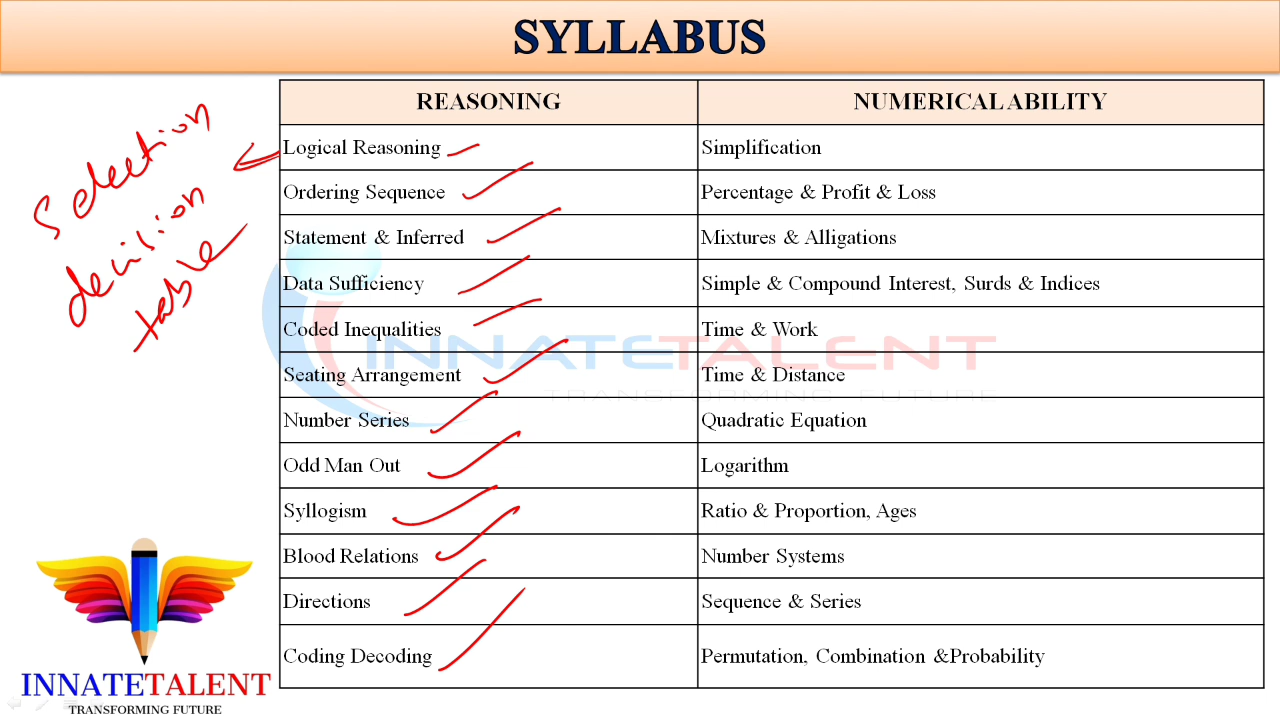 SYLLABUS
REASONING NUMERICAL ABILITY
Logical Reasoning Simplification
Ordering Sequence Percentage & Profit & Loss
Statement & Inferred Mixtures & Alligations
Data Sufficiency Simple & Compound Interest, Surds & Indices
Coded Inequalities Time & Work
Seating Arrangement Time & Distance
Number Series Quadratic Equation
Odd Man Out Logarithm
Syllogism Ratio & Proportion, Ages
Blood Relations Number Systems
Directions Sequence & Series
Coding Decoding Permutation, Combination &Probability
Selection
decision
table
INNATETALENT
TRANSFORMING FUTURE
INNATETALENT
TRANSFORMING FUTURE